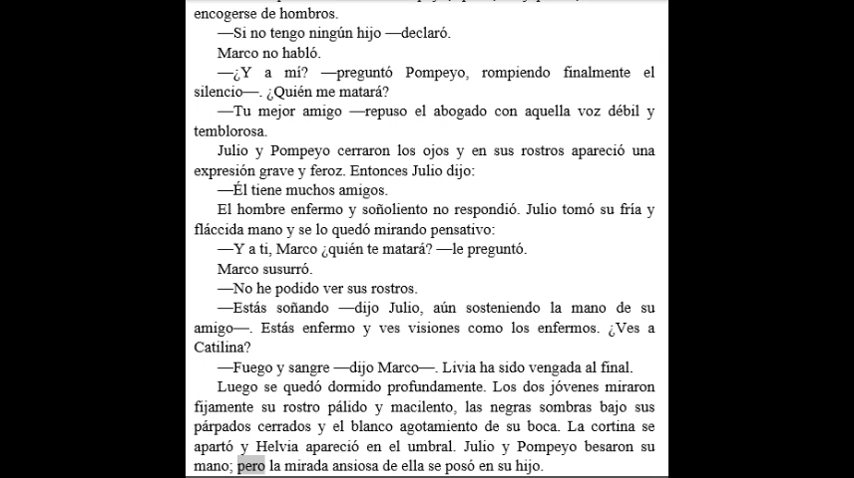 encogerse de hombros.
—Si no tengo ningún hijo —declaró.
Marco no habló.
—¿Y a mí? —preguntó Pompeyo, rompiendo finalmente el
silencio—. ¿Quién me matará?
—Tu mejor amigo —repuso el abogado con aquella voz débil y
temblorosa.
Julio y Pompeyo cerraron los ojos y en sus rostros apareció una
expresión grave y feroz. Entonces Julio dijo:
—Él tiene muchos amigos.
El hombre enfermo y soñoliento no respondió. Julio tomó su fría y
fláccida mano y se lo quedó mirando pensativo:
—Y a ti, Marco ¿quién te matará? —le preguntó.
Marco susurró.
—No he podido ver sus rostros.
—Estás soñando —dijo Julio, aún sosteniendo la mano de su
amigo—. Estás enfermo y ves visiones como los enfermos. ¿Ves a
Catilina?
—Fuego y sangre —dijo Marco—. Livia ha sido vengada al final.
Luego se quedó dormido profundamente. Los dos jóvenes miraron
fijamente su rostro pálido y macilento, las negras sombras bajo sus
párpados cerrados y el blanco agotamiento de su boca. La cortina se
apartó y Helvia apareció en el umbral. Julio y Pompeyo besaron su
mano; pero la mirada ansiosa de ella se posó en su hijo.